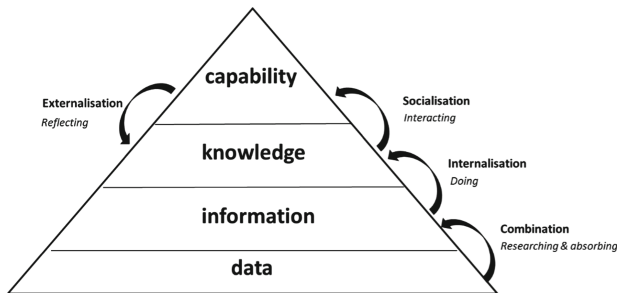 capability
Externalisation
Reflecting
Socialisation
Interacting
knowledge
Internalisation
Doing
information
Combination
Researching & absorbing
data